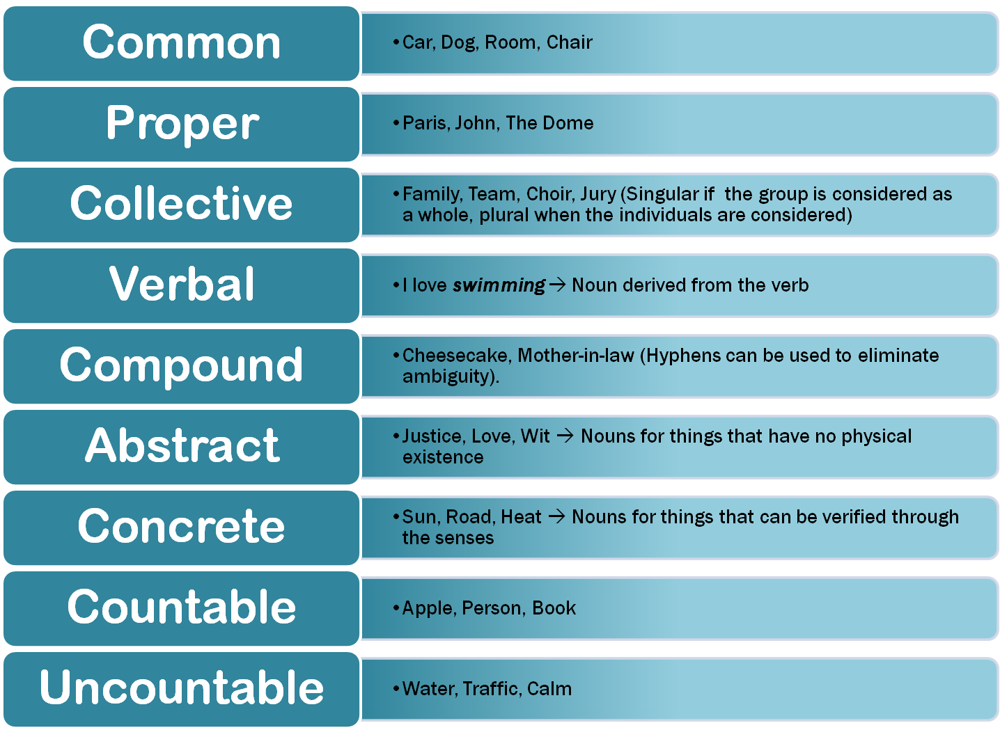 Common
•Car, Dog, Room, Chair
Proper
•Paris, John, The Dome
Collective
•Family, Team, Choir, Jury (Singular if  the group is considered as
a whole, plural when the individuals are considered)
Verbal
•I love swimming → Noun derived from the verb
Compound
•Cheesecake, Mother-in-law (Hyphens can be used to eliminate
ambiguity).
Abstract
•Justice, Love, Wit → Nouns for things that have no physical
existence
Concrete
•Sun, Road, Heat → Nouns for things that can be verified through
the senses
Countable
•Apple, Person, Book
Uncountable
•Water, Traffic, Calm